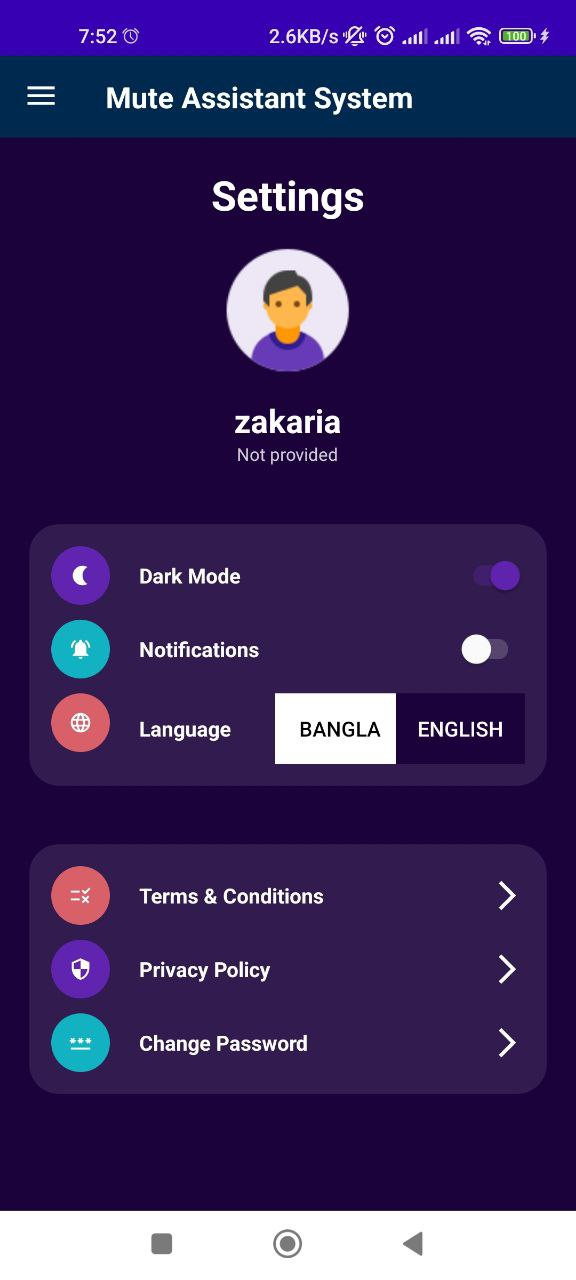 7:52 2.6KB/s 100
Mute Assistant System
Settings
zakaria
Not provided
Dark Mode
Notifications
Language BANGLA ENGLISH
Terms & Conditions
Privacy Policy
Change Password